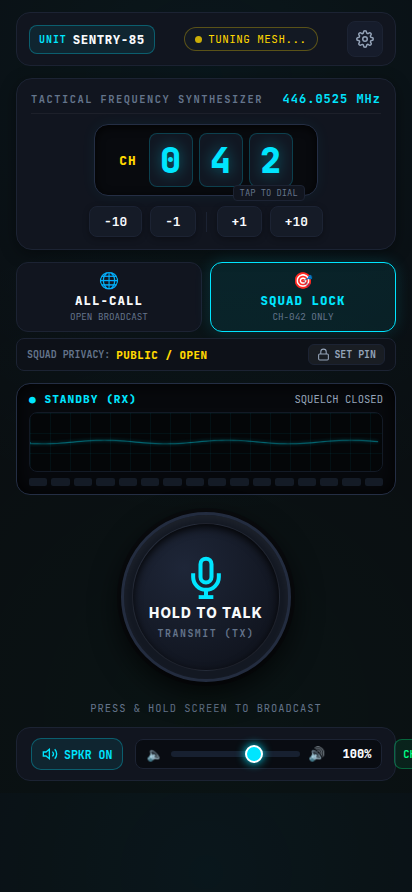 UNIT SENTRY-85 TUNING MESH...
TACTICAL FREQUENCY SYNTHESIZER 446.0525 MHz
CH 0 4 2
TAP TO DIAL
-10 -1 +1 +10
ALL-CALL
OPEN BROADCAST
SQUAD LOCK
CH-042 ONLY
SQUAD PRIVACY: PUBLIC / OPEN SET PIN
STANDBY (RX) SQUELCH CLOSED
HOLD TO TALK
TRANSMIT (TX)
PRESS & HOLD SCREEN TO BROADCAST
SPKR ON 100%